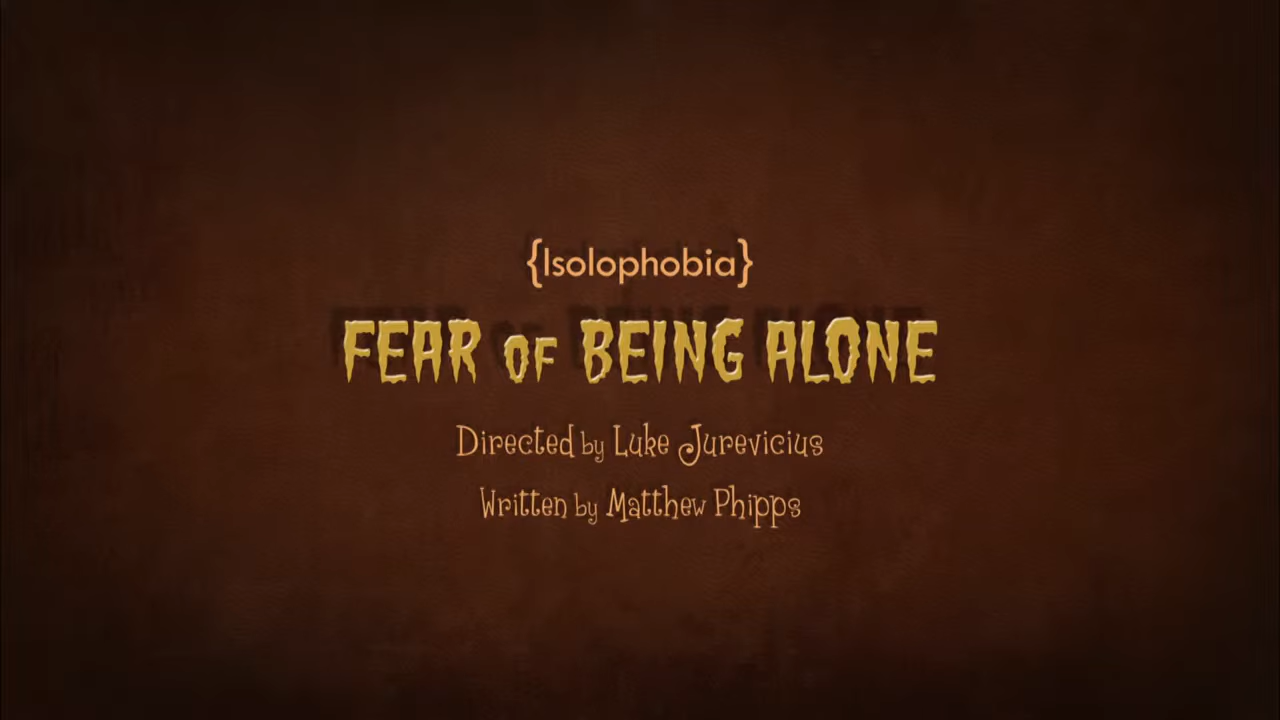 {Isolophobia}
FEAR OF BEING ALONE
Directed by Luke Jurevicius
Written by Matthew Phipps